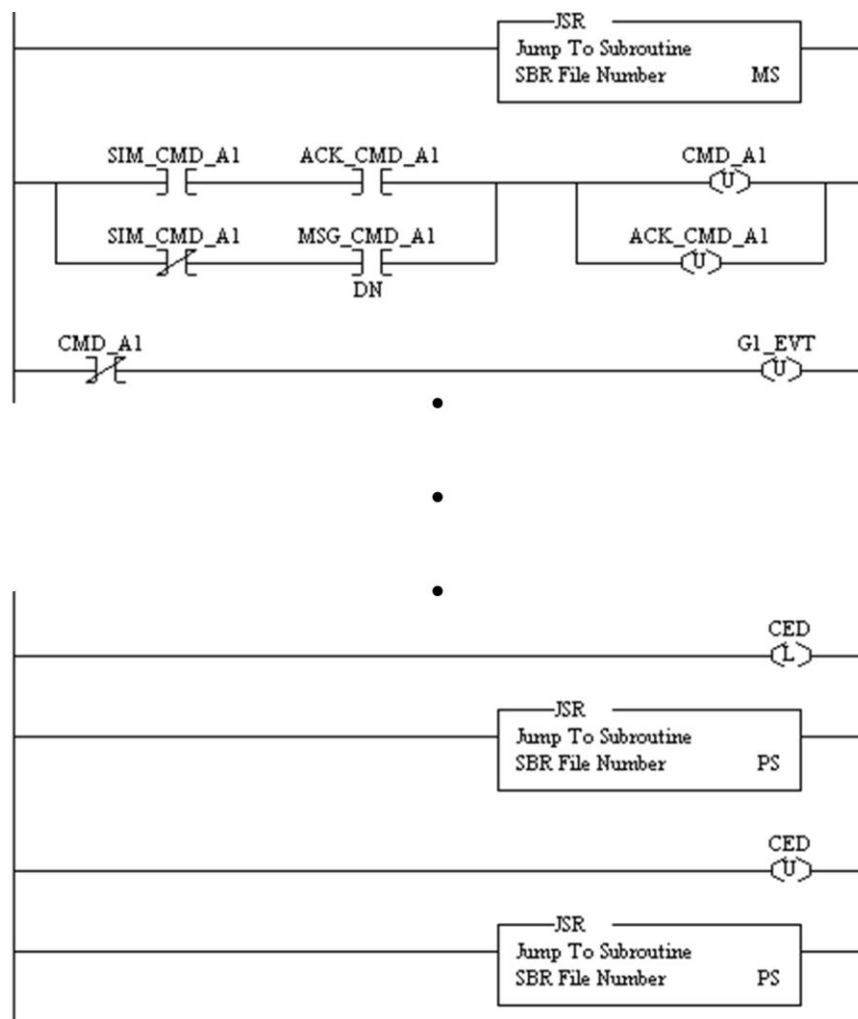 JSR
Jump To Subroutine
SBR File Number MS
SIM_CMD_A1 ACK_CMD_A1 CMD_A1
U
SIM_CMD_A1 MSG_CMD_A1 ACK_CMD_A1
U
DN
CMD_A1 G1_EVT
U
CED
L
JSR
Jump To Subroutine
SBR File Number PS
CED
U
JSR
Jump To Subroutine
SBR File Number PS